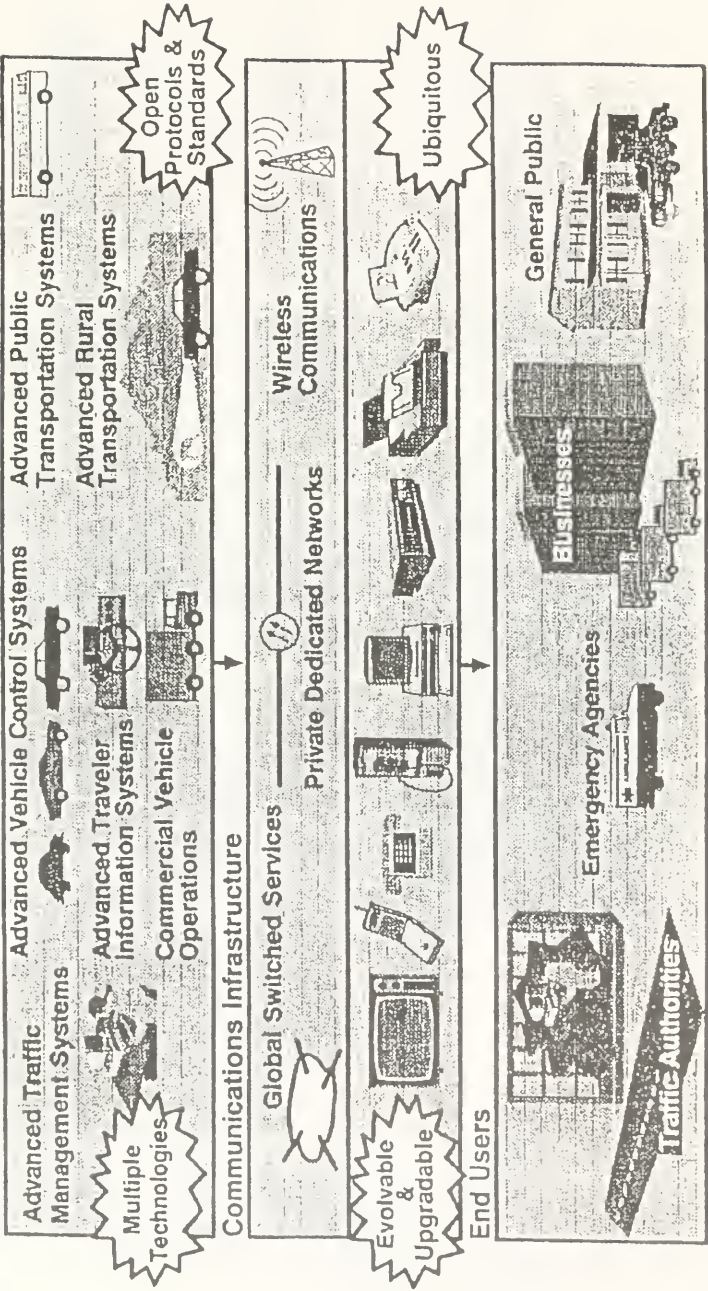 Advanced Traffic
Management Systems
Advanced Vehicle Control Systems
Advanced Traveler
Information Systems
Commercial Vehicle
Operations
Advanced Public
Transportation Systems
Advanced Rural
Transportation Systems
Multiple
Technologies
Open
Protocols &
Standards
Communications Infrastructure
Global Switched Services
Private Dedicated Networks
Wireless
Communications
Evolvable
&
Upgradable
Ubiquitous
End Users
Traffic Authorities
Emergency Agencies
AMBULANCE
Businesses
General Public